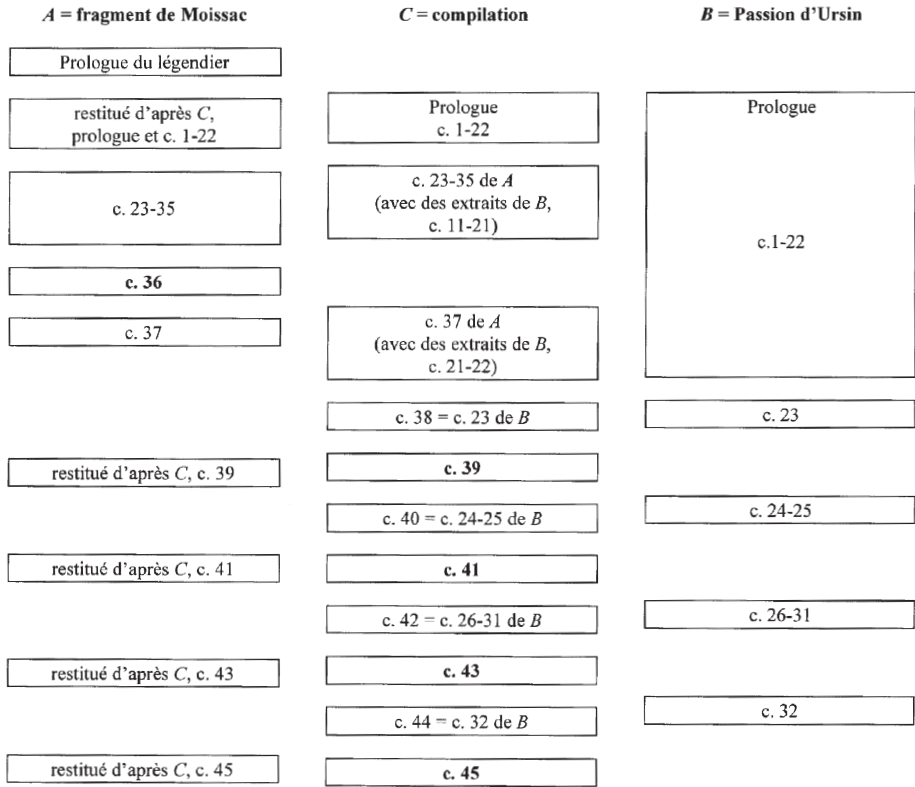 A = fragment de Moissac
Prologue du légendier
restitué d'après C,
prologue et c. 1-22
c. 23-35
c. 36
c. 37
restitué d'après C, c. 39
restitué d'après C, c. 41
restitué d'après C, c. 43
restitué d'après C, c. 45
C = compilation
Prologue
c. 1-22
c. 23-35 de A
(avec des extraits de B,
c. 11-21)
c. 37 de A
(avec des extraits de B,
c. 21-22)
c. 38 = c. 23 de B
c. 39
c. 40 = c. 24-25 de B
c. 41
c. 42 = c. 26-31 de B
c. 43
c. 44 = c. 32 de B
c. 45
B = Passion d'Ursin
Prologue
c.1-22
c. 23
c. 24-25
c. 26-31
c. 32